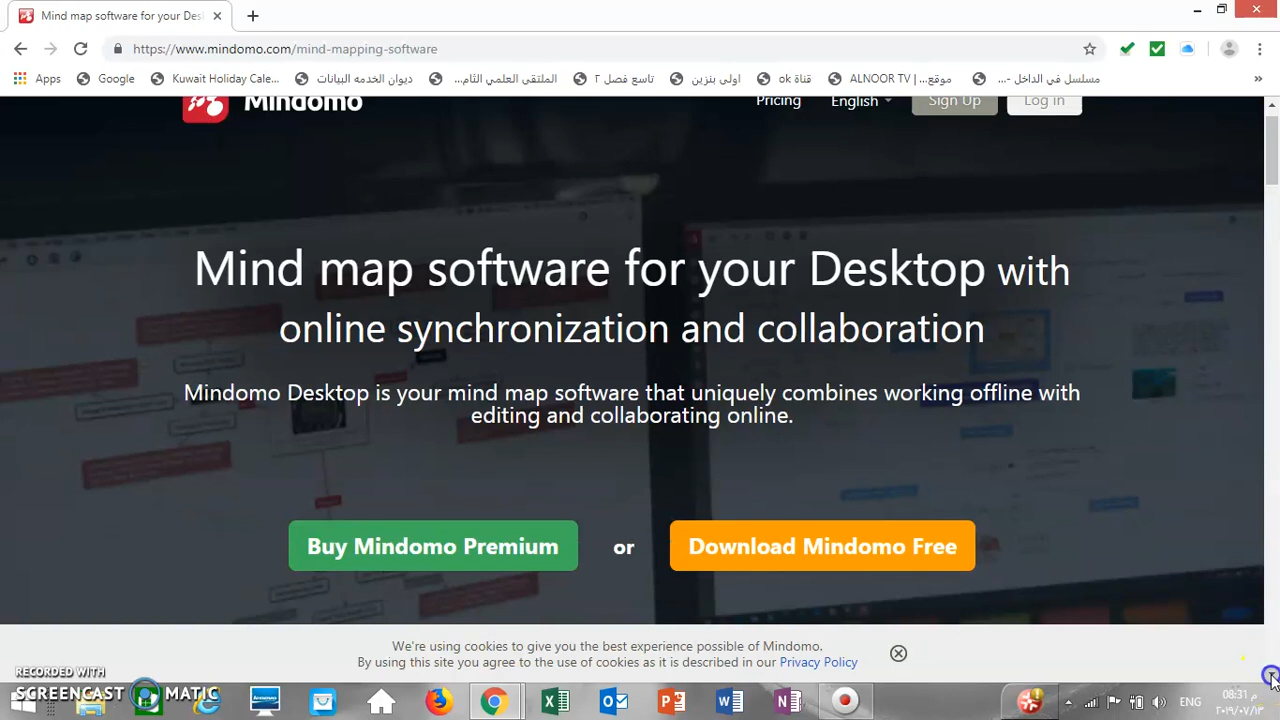 Mind map software for your Des
https://www.mindomo.com/mind-mapping-software
Apps Google Kuwait Holiday Cale... ديوان الخدمه البيانات الملتقى العلمي الثام... تاسع فصل ٢ اولى بنزين قناة ok موقع... | ALNOOR TV مسلسل في الداخل -... »
Mindomo Pricing English Sign Up Log in
Mind map software for your Desktop with
online synchronization and collaboration
Mindomo Desktop is your mind map software that uniquely combines working offline with
editing and collaborating online.
Buy Mindomo Premium or Download Mindomo Free
We're using cookies to give you the best experience possible of Mindomo.
By using this site you agree to the use of cookies as it is described in our Privacy Policy
RECORDED WITH
SCREENCAST MATIC
ENG
08:31 م
٢٠١٩/٠٧/١٣